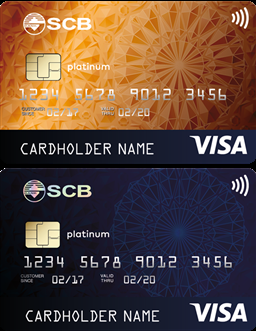 SCB
platinum
1234 5678 9012 3456
CUSTOMER SINCE 02/17 VALID THRU 02/20
CARDHOLDER NAME VISA
SCB
platinum
1234 5678 9012 3456
CUSTOMER SINCE 02/17 VALID THRU 02/20
CARDHOLDER NAME VISA